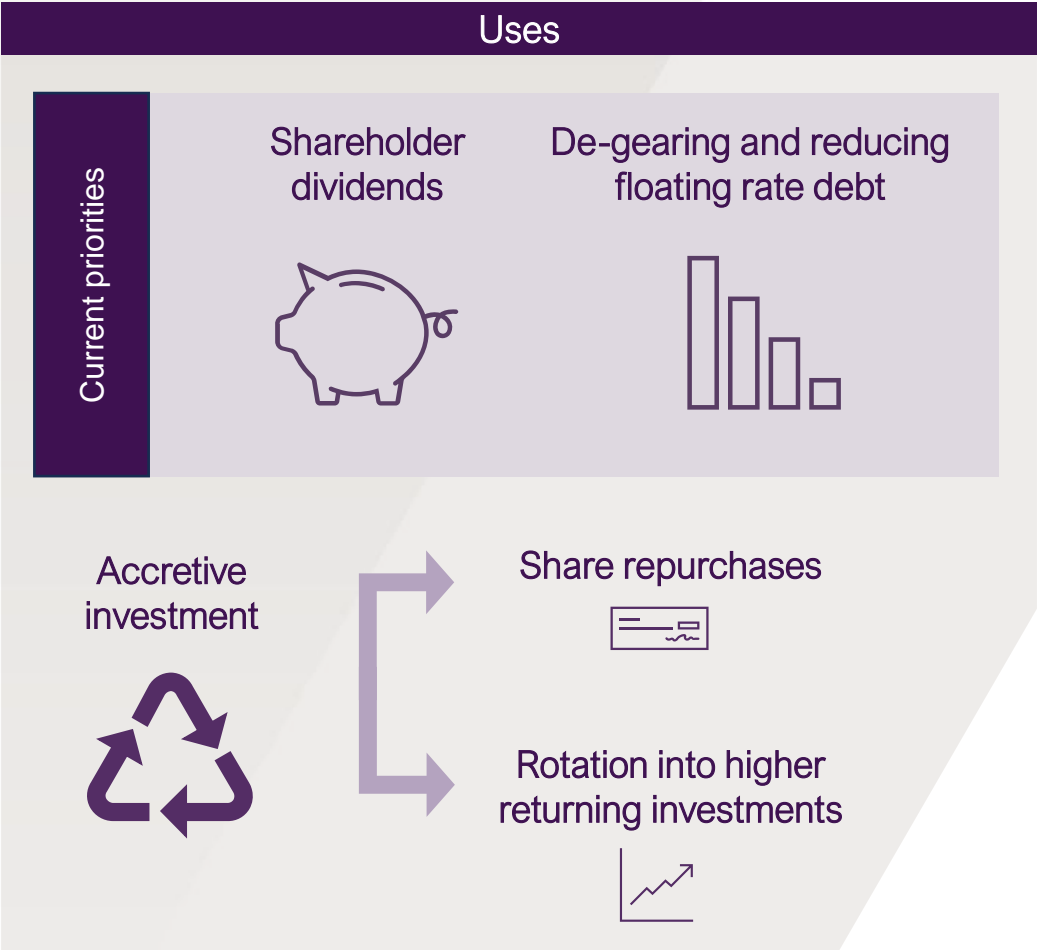 Uses
Current priorities
Shareholder
dividends
De-gearing and reducing
floating rate debt
Accretive
investment
Share repurchases
Rotation into higher
returning investments